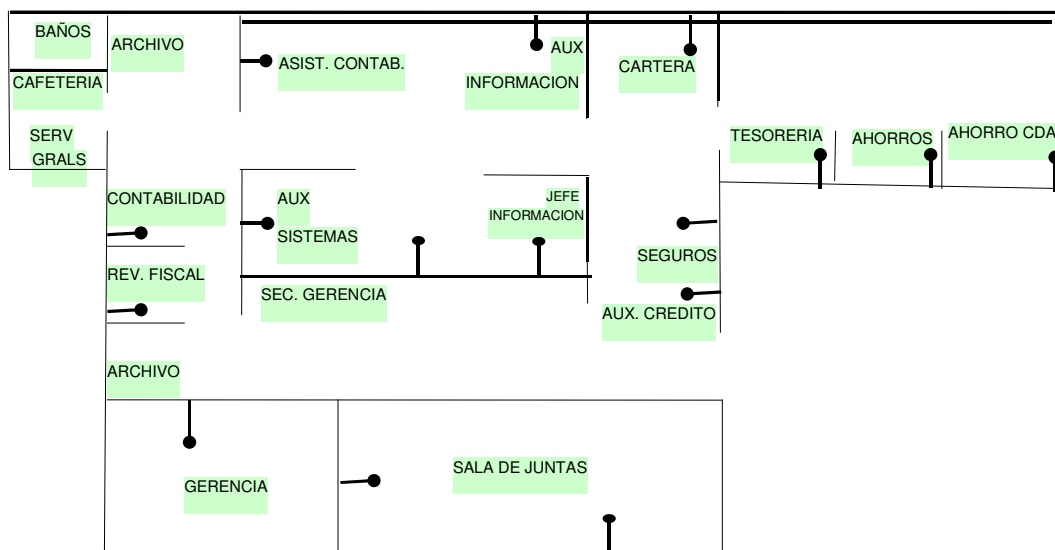 BAÑOS
ARCHIVO
CAFETERIA
SERV
GRALS
ASIST. CONTAB.
AUX
INFORMACION
CARTERA
TESORERIA
AHORROS
AHORRO CDA
CONTABILIDAD
AUX
SISTEMAS
JEFE
INFORMACION
REV. FISCAL
SEC. GERENCIA
SEGUROS
AUX. CREDITO
ARCHIVO
GERENCIA
SALA DE JUNTAS